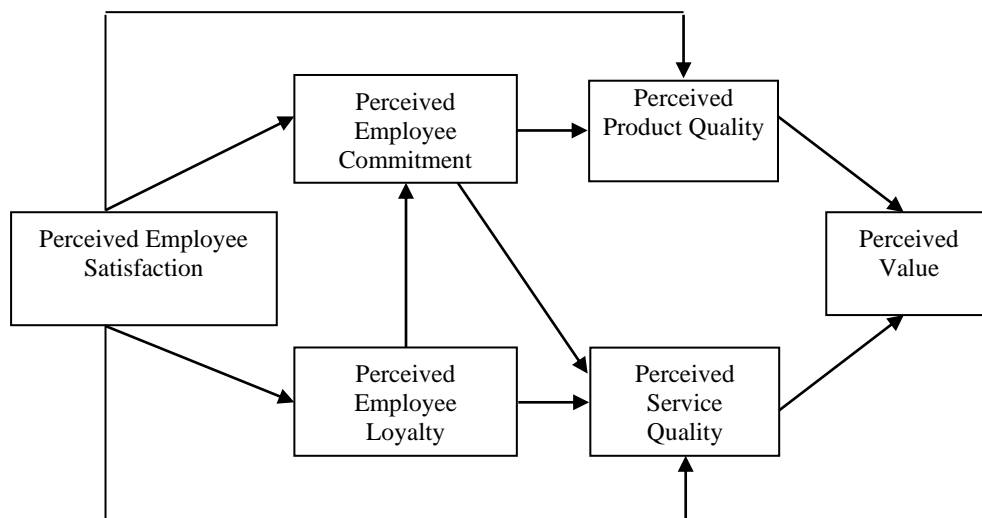 Perceived
Employee
Commitment
Perceived
Product Quality
Perceived Employee
Satisfaction
Perceived
Value
Perceived
Employee
Loyalty
Perceived
Service
Quality